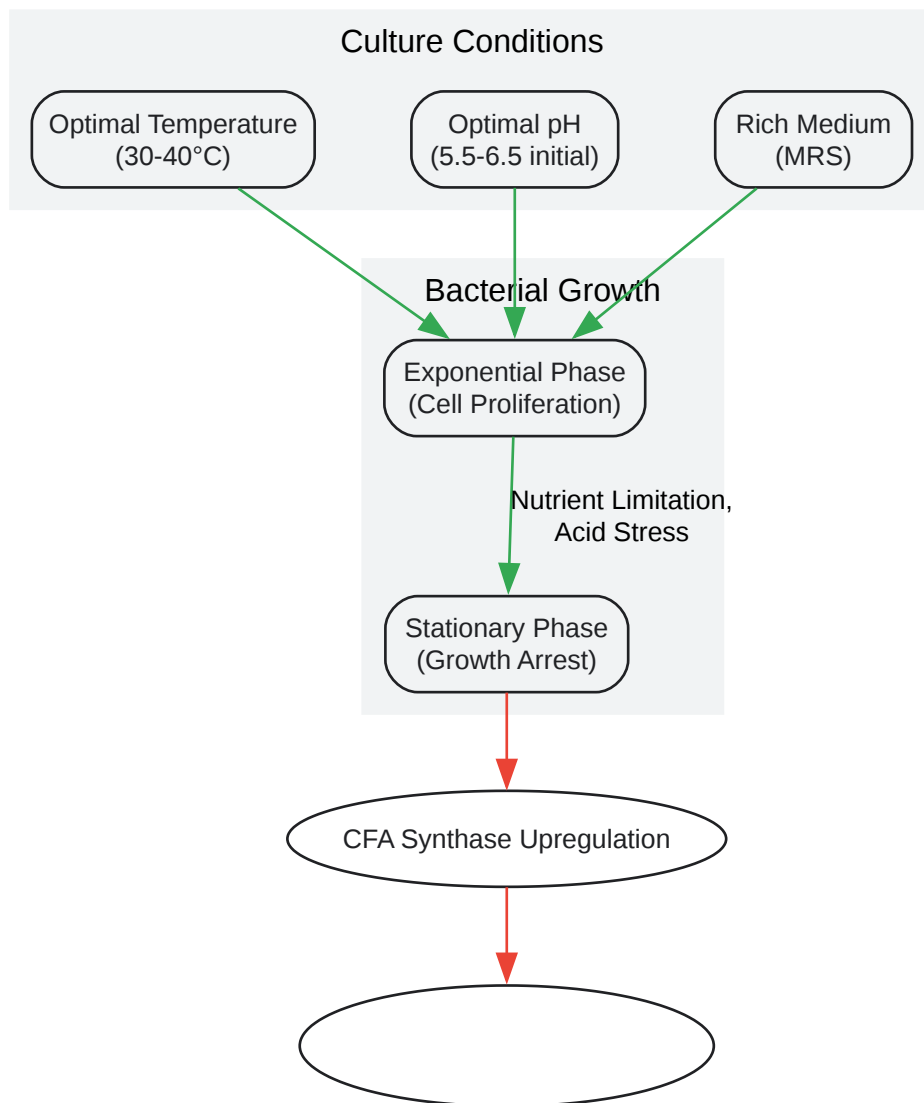 Culture Conditions
Optimal Temperature
(30-40°C)
Optimal pH
(5.5-6.5 initial)
Rich Medium
(MRS)
Bacterial Growth
Exponential Phase
(Cell Proliferation)
Nutrient Limitation,
Acid Stress
Stationary Phase
(Growth Arrest)
CFA Synthase Upregulation